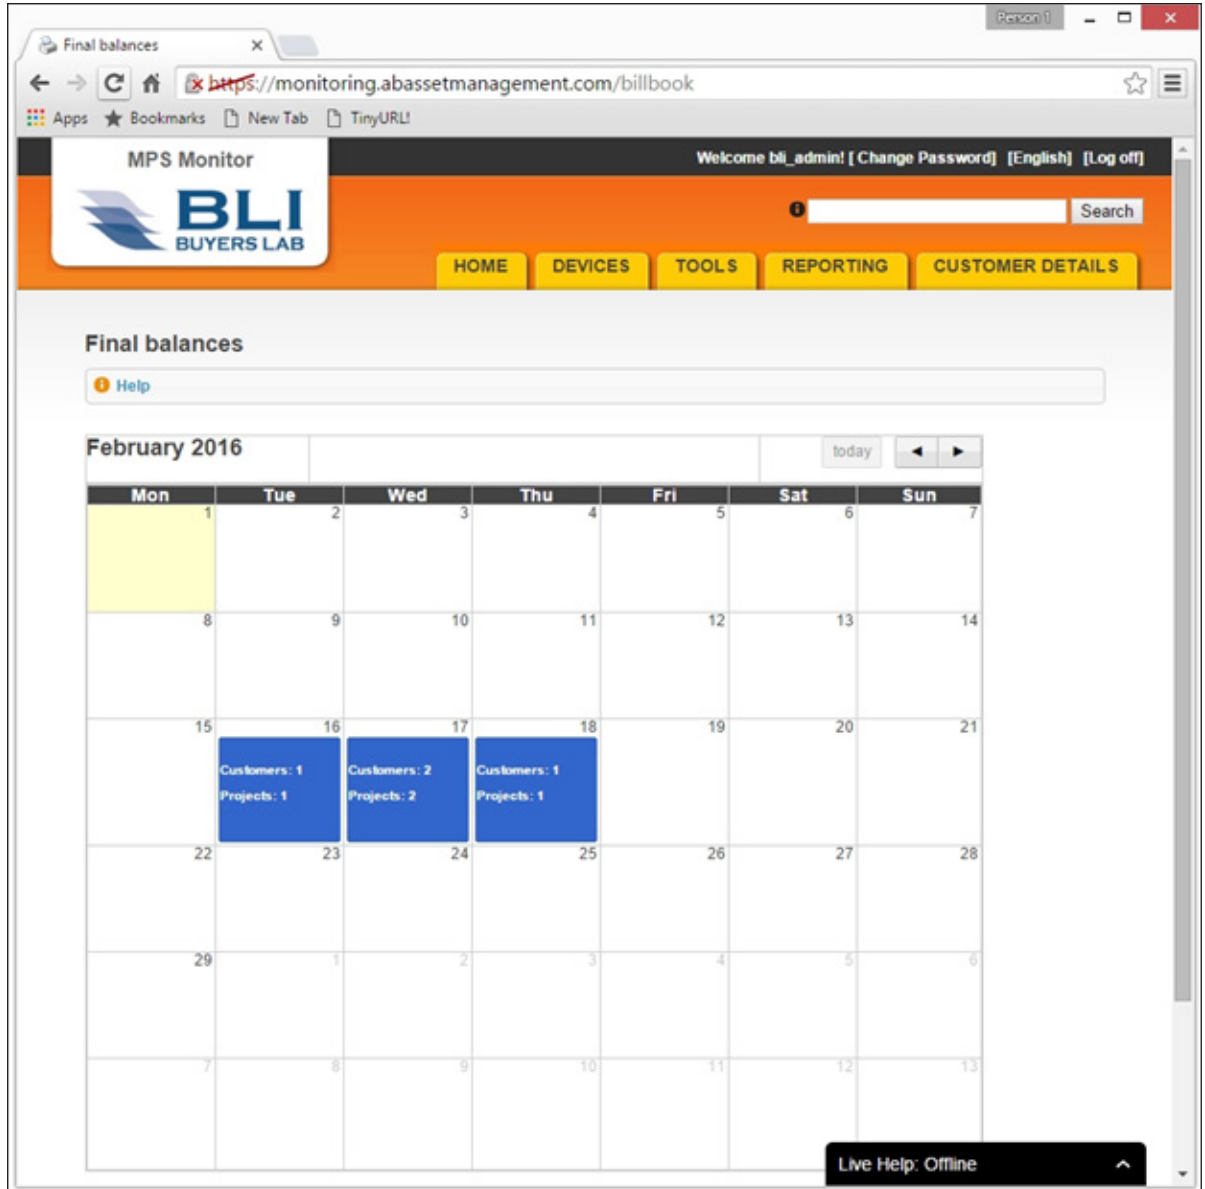 Person 1
Final balances
https://monitoring.abassetmanagement.com/billbook
Apps Bookmarks New Tab TinyURL!
MPS Monitor
Welcome bli_admin! [ Change Password] [English] [Log off]
BLI
BUYERS LAB
Search
HOME DEVICES TOOLS REPORTING CUSTOMER DETAILS
Final balances
Help
February 2016 today
Mon Tue Wed Thu Fri Sat Sun
1 2 3 4 5 6 7
8 9 10 11 12 13 14
15 16 17 18 19 20 21
Customers: 1 Customers: 2 Customers: 1
Projects: 1 Projects: 2 Projects: 1
22 23 24 25 26 27 28
29 1 2 3 4 5 6
7 8 9 10 11 12 13
Live Help: Offline